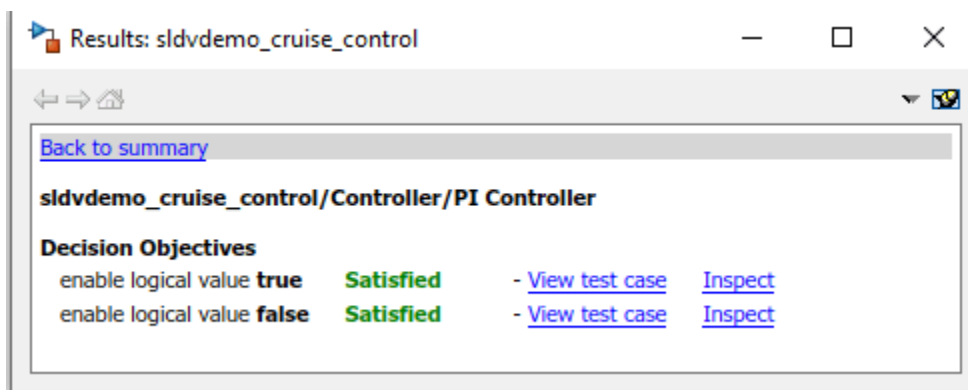 Results: sldvdemo_cruise_control
Back to summary
sldvdemo_cruise_control/Controller/PI Controller
Decision Objectives
enable logical value true Satisfied - View test case Inspect
enable logical value false Satisfied - View test case Inspect